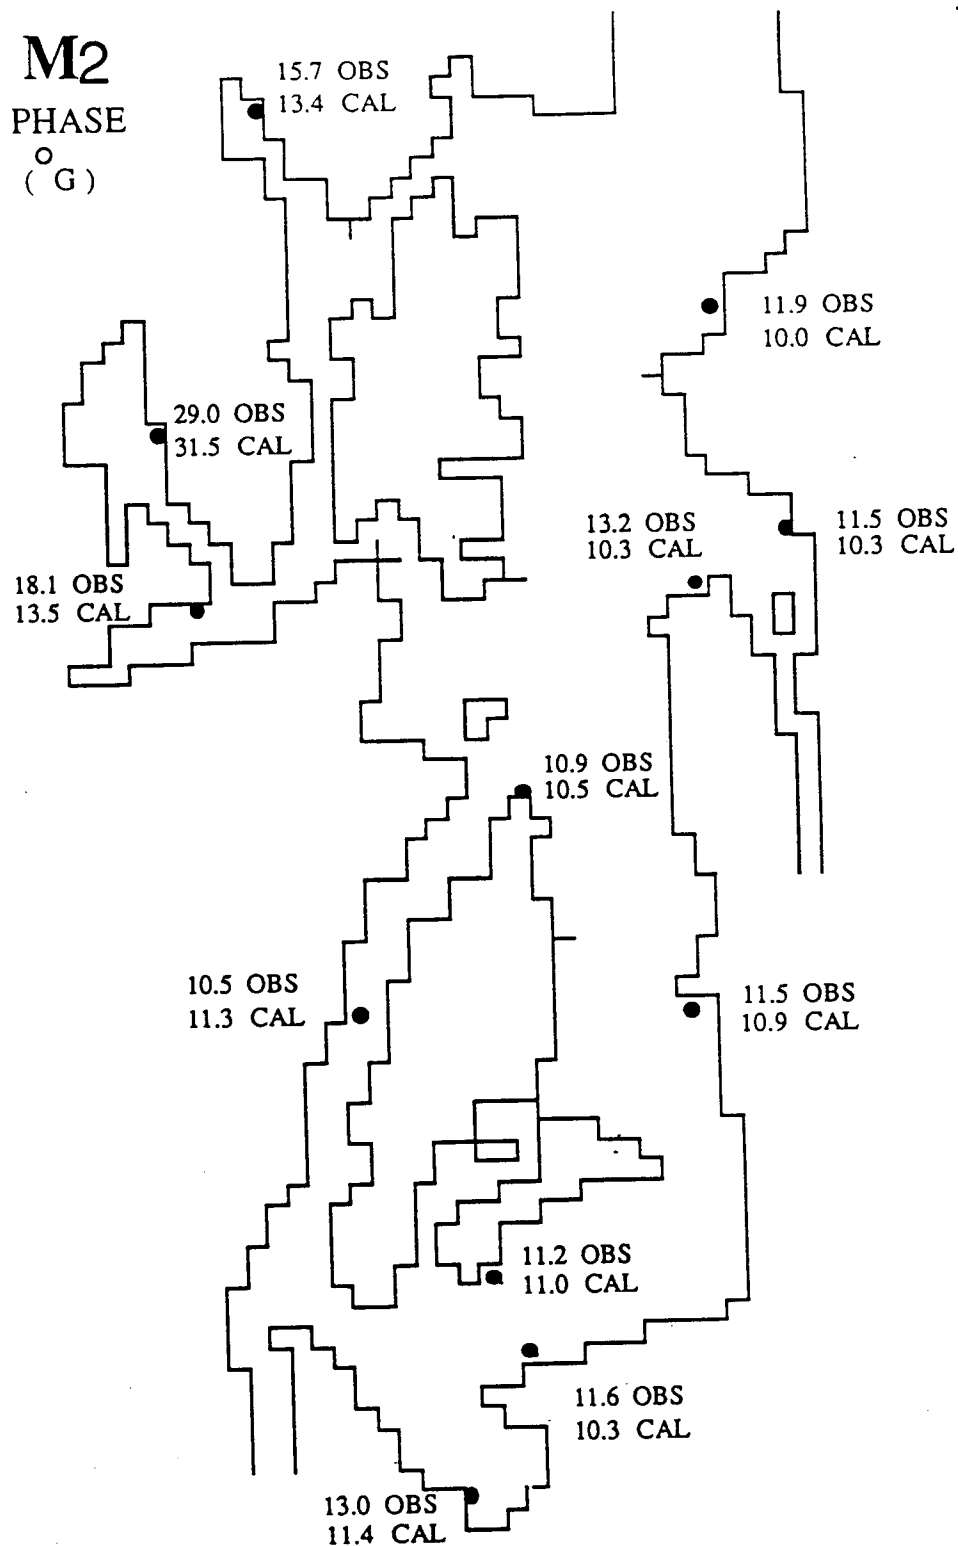 M2
PHASE
(°G)
15.7 OBS
13.4 CAL
11.9 OBS
10.0 CAL
29.0 OBS
31.5 CAL
13.2 OBS
10.3 CAL
11.5 OBS
10.3 CAL
18.1 OBS
13.5 CAL
10.9 OBS
10.5 CAL
10.5 OBS
11.3 CAL
11.5 OBS
10.9 CAL
11.2 OBS
11.0 CAL
11.6 OBS
10.3 CAL
13.0 OBS
11.4 CAL